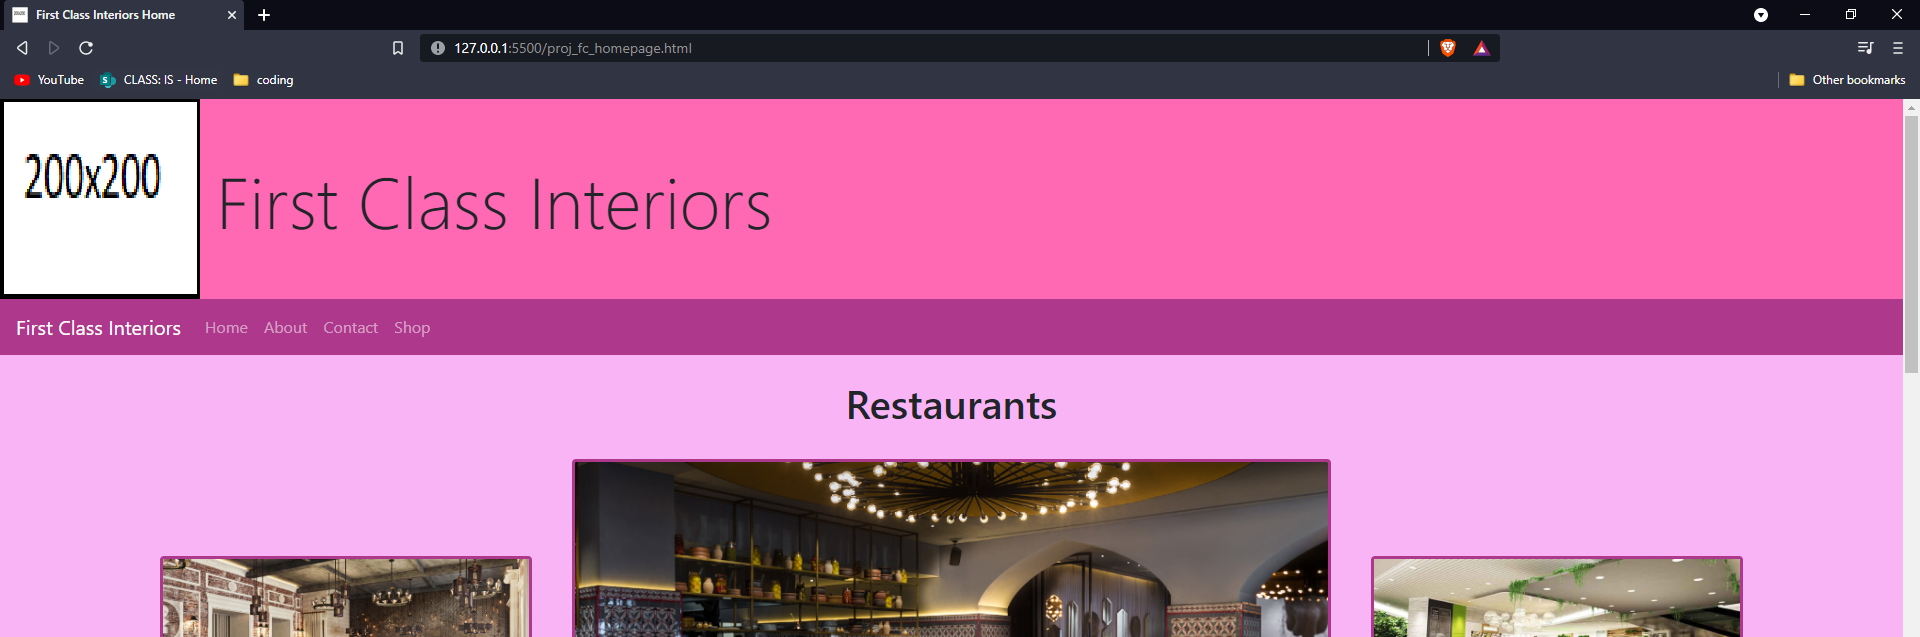 First Class Interiors Home
127.0.0.1:5500/proj_fc_homepage.html
YouTube
CLASS: IS - Home
coding
Other bookmarks
200x200
First Class Interiors
First Class Interiors Home About Contact Shop
Restaurants